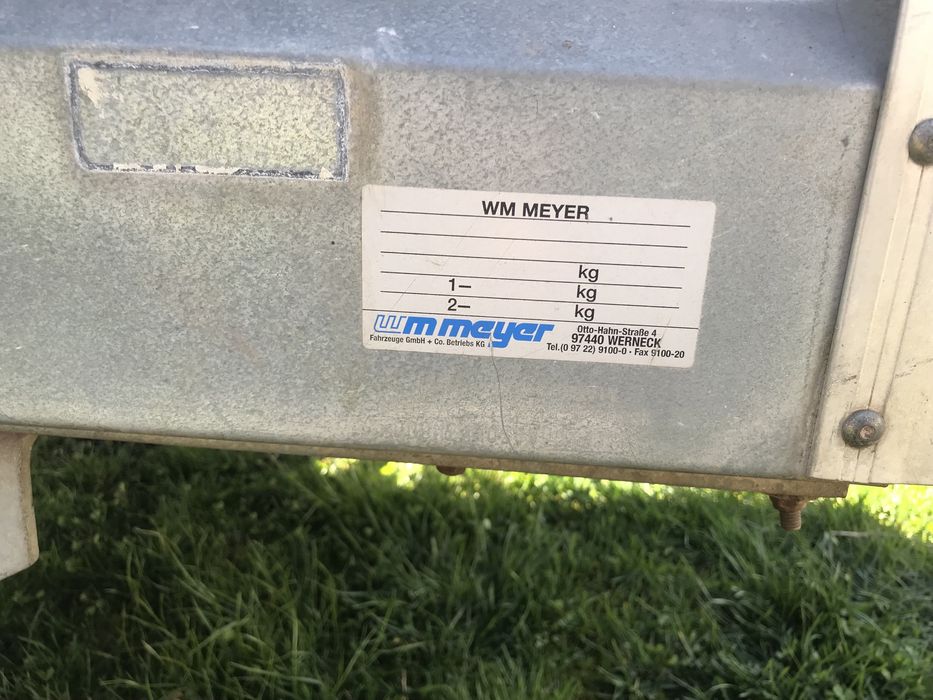 WM MEYER
kg
1– kg
2– kg
wm meyer
Fahrzeuge GmbH + Co. Betriebs KG
Otto-Hahn-Straße 4
97440 WERNECK
Tel.(0 97 22) 9100-0 · Fax 9100-20